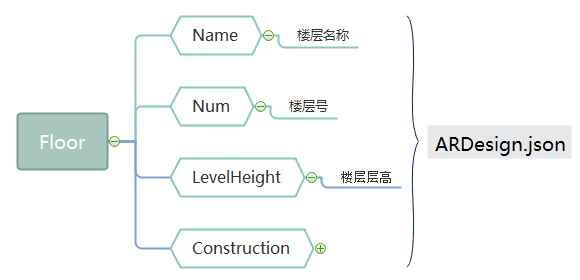 Floor
Name
楼层名称
Num
楼层号
LevelHeight
楼层层高
Construction
ARDesign.json